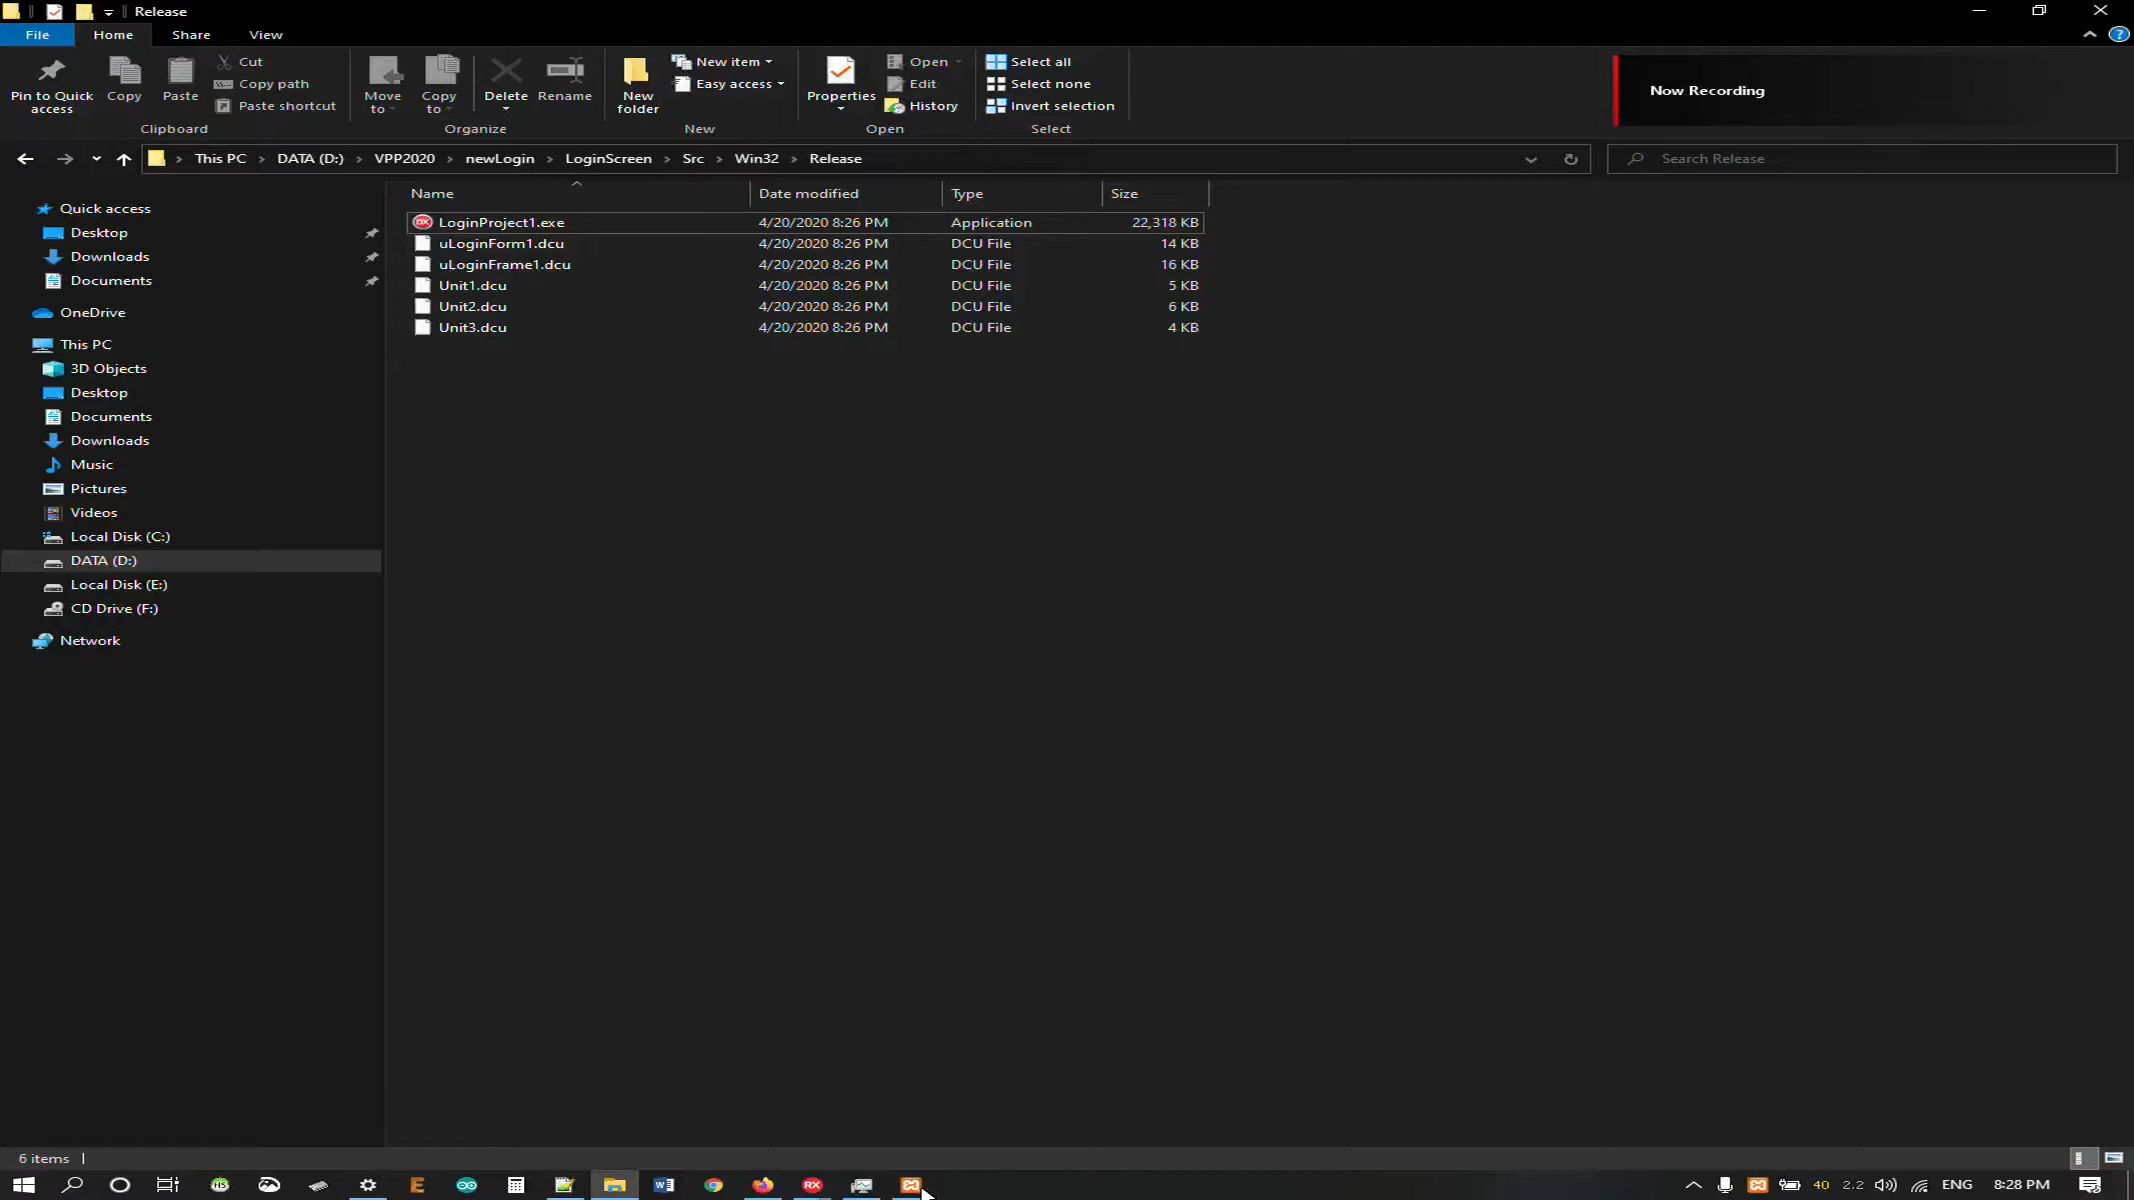 Release
File Home Share View
Pin to Quick access
Copy
Paste
Cut
Copy path
Paste shortcut
Clipboard
Move to
Copy to
Delete
Rename
Organize
New folder
New item
Easy access
New
Properties
Open
Edit
History
Open
Select all
Select none
Invert selection
Select
Now Recording
This PC > DATA (D:) > VPP2020 > newLogin > LoginScreen > Src > Win32 > Release
Search Release
Quick access
Desktop
Downloads
Documents
OneDrive
This PC
3D Objects
Desktop
Documents
Downloads
Music
Pictures
Videos
Local Disk (C:)
DATA (D:)
Local Disk (E:)
CD Drive (F:)
Network
Name Date modified Type Size
LoginProject1.exe 4/20/2020 8:26 PM Application 22,318 KB
uLoginForm1.dcu 4/20/2020 8:26 PM DCU File 14 KB
uLoginFrame1.dcu 4/20/2020 8:26 PM DCU File 16 KB
Unit1.dcu 4/20/2020 8:26 PM DCU File 5 KB
Unit2.dcu 4/20/2020 8:26 PM DCU File 6 KB
Unit3.dcu 4/20/2020 8:26 PM DCU File 4 KB
6 items
40 2.2 ENG 8:28 PM